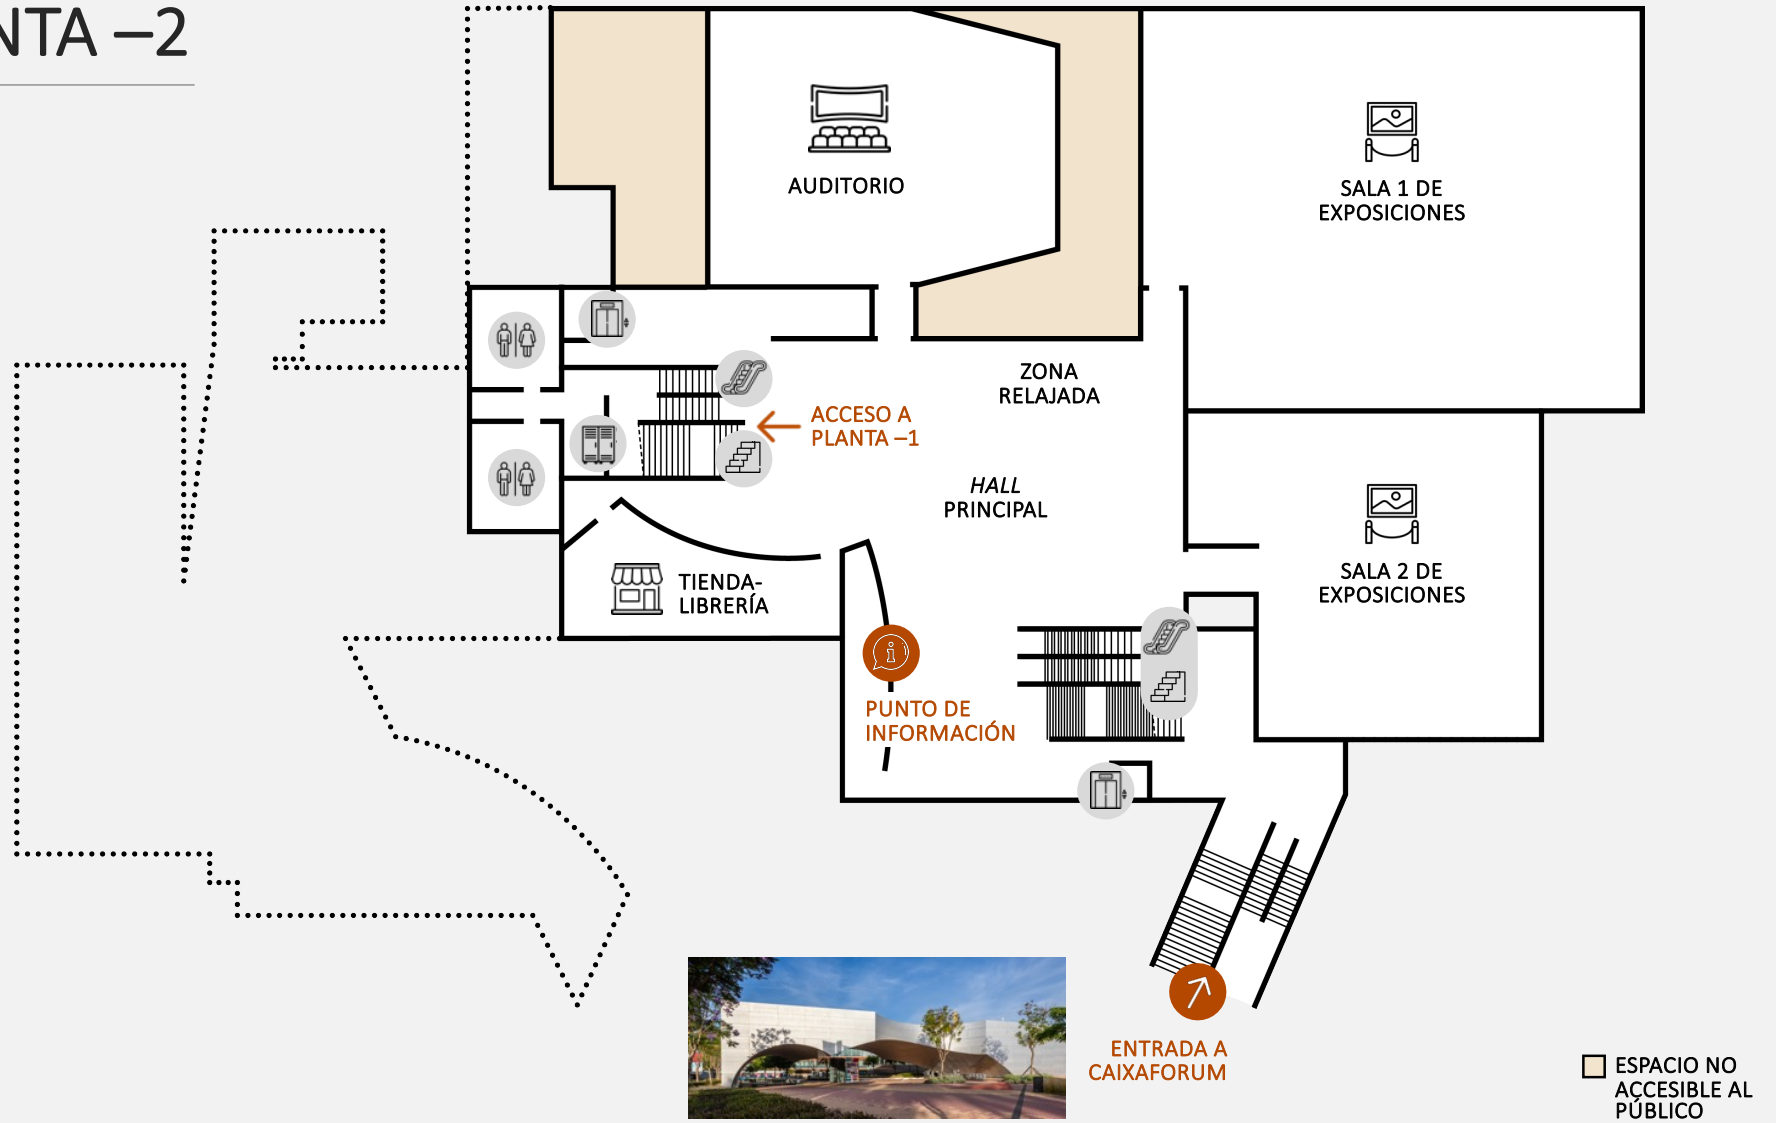 NTA –2
AUDITORIO
SALA 1 DE
EXPOSICIONES
ZONA
RELAJADA
ACCESO A
PLANTA –1
HALL
PRINCIPAL
SALA 2 DE
EXPOSICIONES
TIENDA-
LIBRERÍA
i
PUNTO DE
INFORMACIÓN
ENTRADA A
CAIXAFORUM
ESPACIO NO
ACCESIBLE AL
PÚBLICO